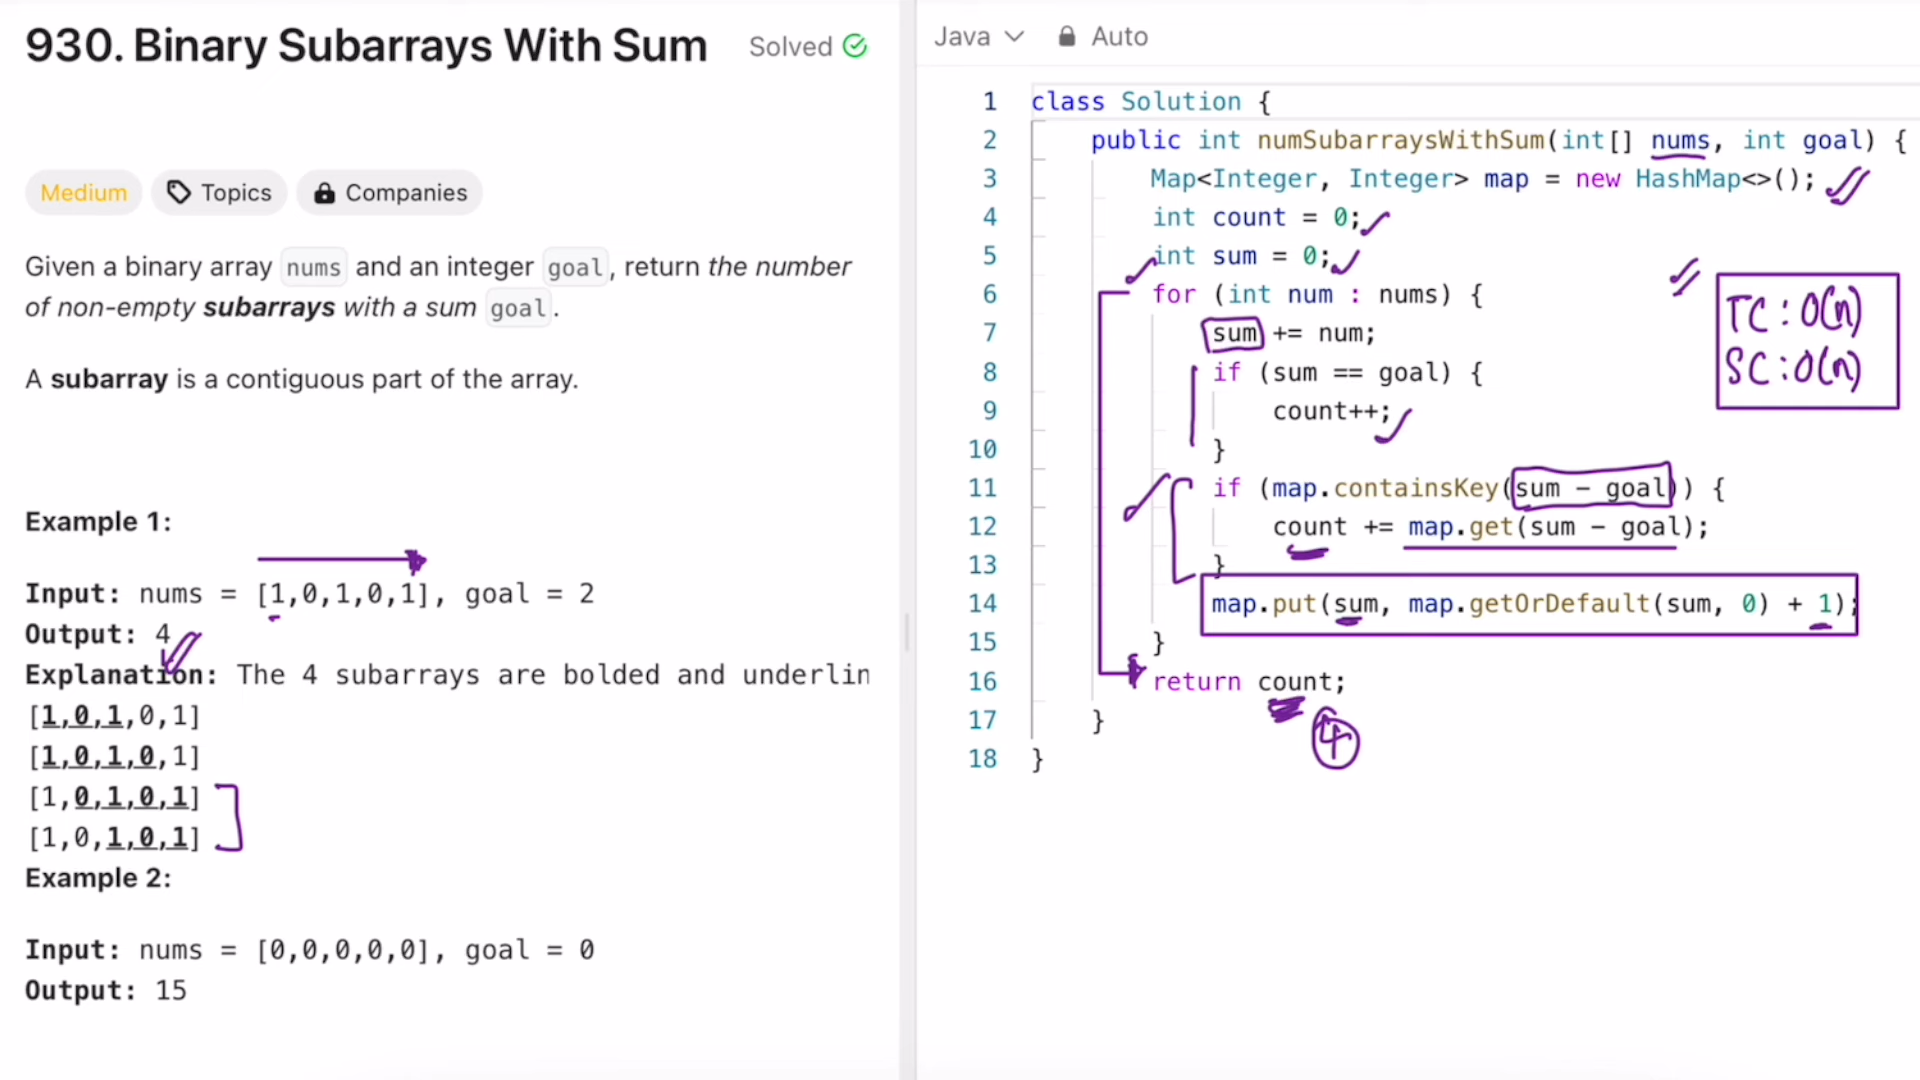 930. Binary Subarrays With Sum
Solved
Medium
Topics
Companies
Given a binary array nums and an integer goal, return the number
of non-empty subarrays with a sum goal.
A subarray is a contiguous part of the array.
Example 1:
Input: nums = [1,0,1,0,1], goal = 2
Output: 4
Explanation: The 4 subarrays are bolded and underlin
[1,0,1,0,1]
[1,0,1,0,1]
[1,0,1,0,1]
[1,0,1,0,1]
Example 2:
Input: nums = [0,0,0,0,0], goal = 0
Output: 15
Java
Auto
1 class Solution {
2 public int numSubarraysWithSum(int[] nums, int goal) {
3 Map<Integer, Integer> map = new HashMap<>();
4 int count = 0;
5 int sum = 0;
6 for (int num : nums) {
7 sum += num;
8 if (sum == goal) {
9 count++;
10 }
11 if (map.containsKey(sum - goal)) {
12 count += map.get(sum - goal);
13 }
14 map.put(sum, map.getOrDefault(sum, 0) + 1);
15 }
16 return count;
17 }
18 }
TC : O(n)
SC : O(n)
4